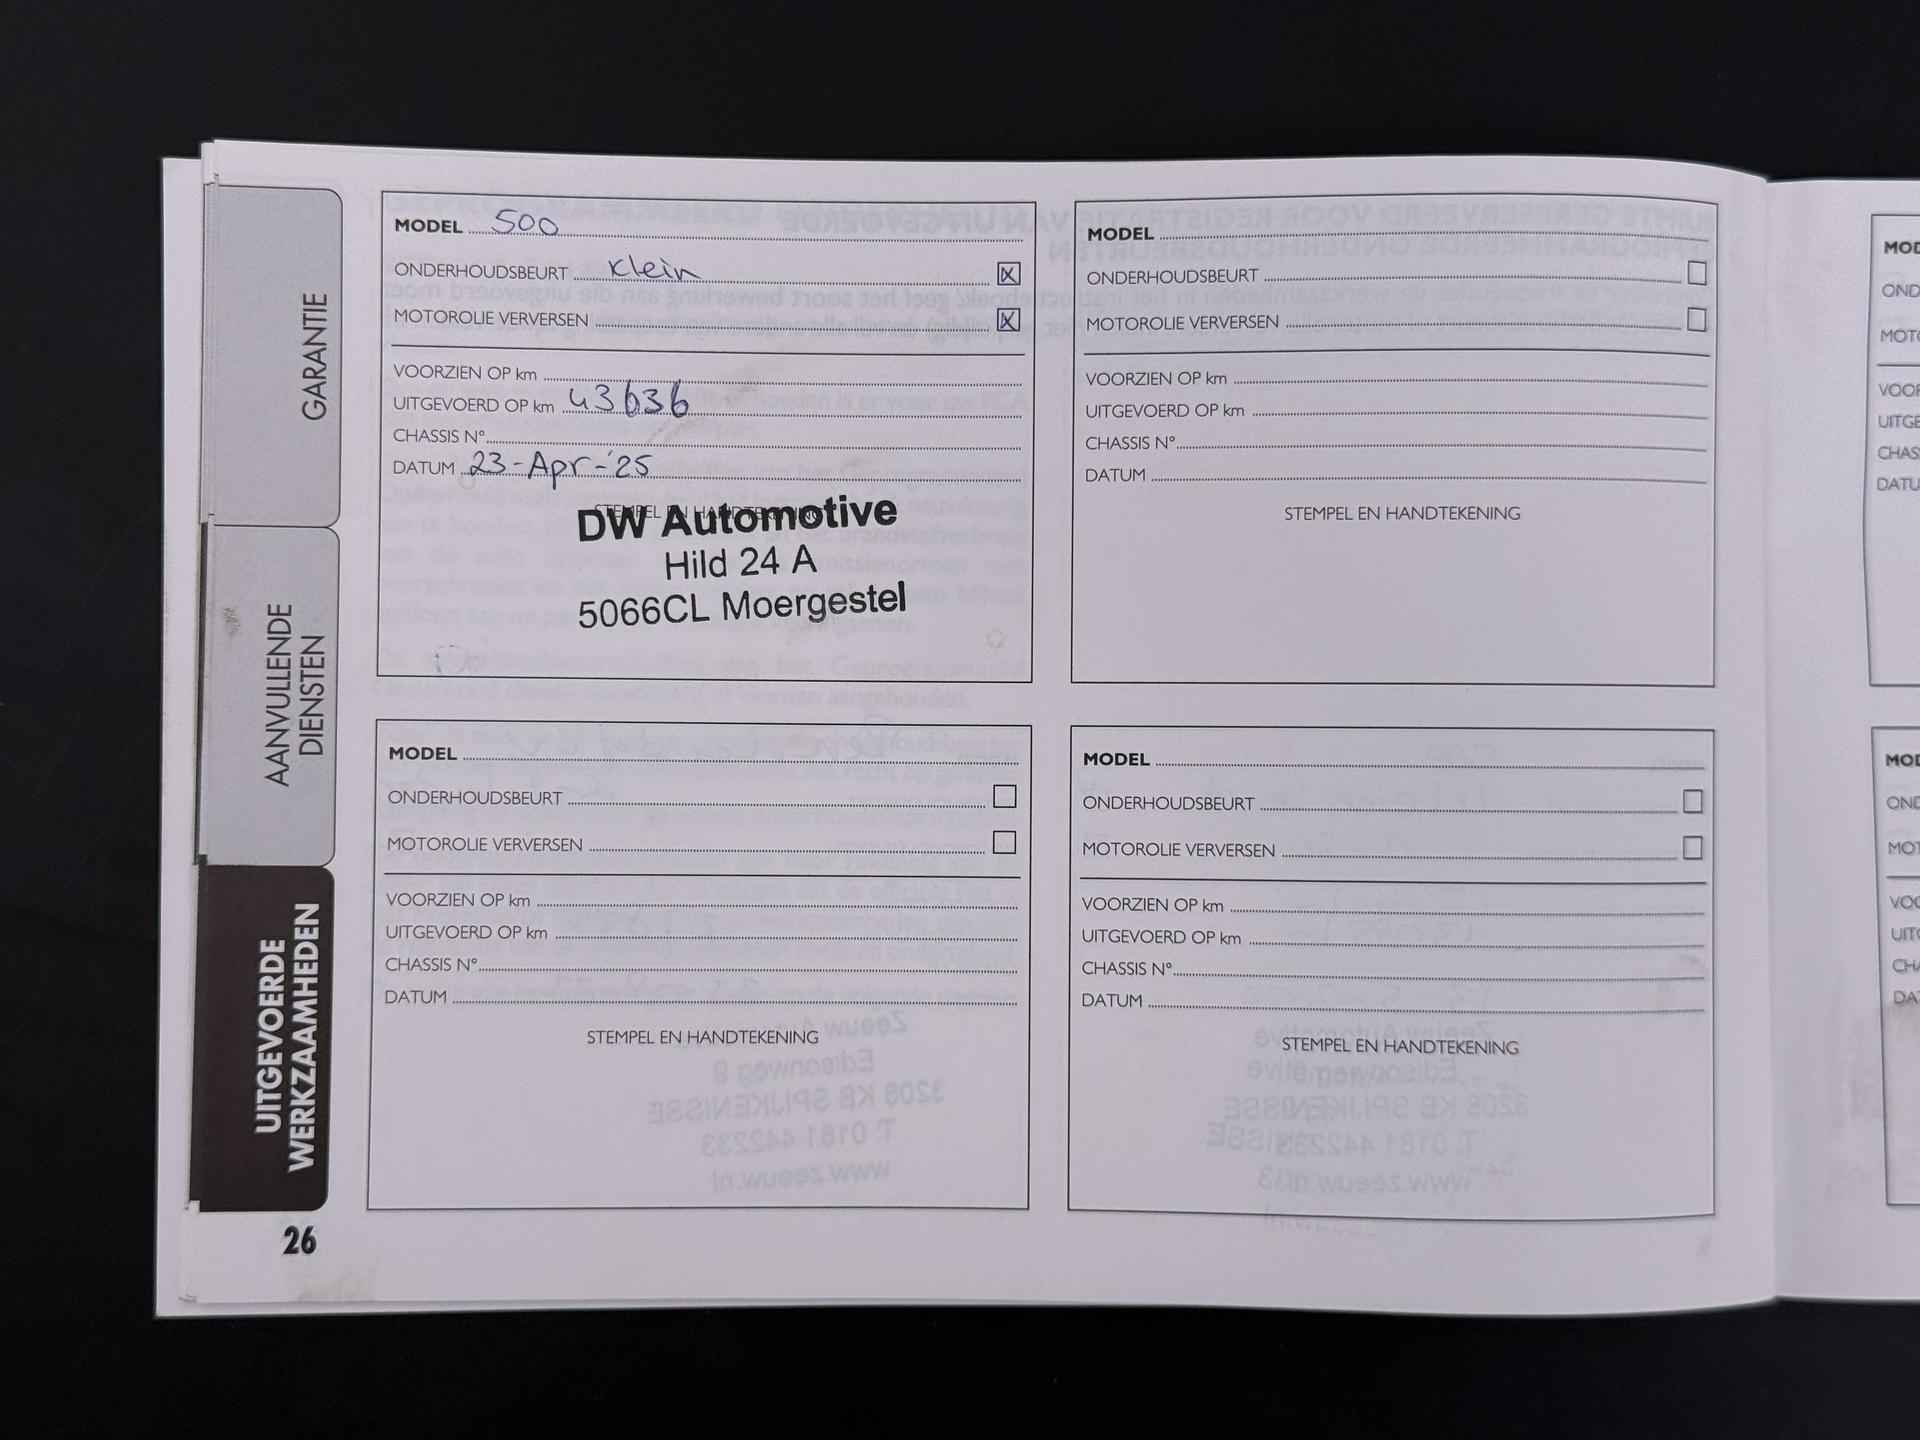 GARANTIE
AANVULLENDE
DIENSTEN
UITGEVOERDE
WERKZAAMHEDEN
26
MODEL 500
ONDERHOUDSBEURT klein X
MOTOROLIE VERVERSEN X
VOORZIEN OP km
UITGEVOERD OP km 43636
CHASSIS N°
DATUM 23-Apr-'25
STEMPEL EN HANDTEKENING
DW Automotive
Hild 24 A
5066CL Moergestel
MODEL
ONDERHOUDSBEURT
MOTOROLIE VERVERSEN
VOORZIEN OP km
UITGEVOERD OP km
CHASSIS N°
DATUM
STEMPEL EN HANDTEKENING
MODEL
ONDERHOUDSBEURT
MOTOROLIE VERVERSEN
VOORZIEN OP km
UITGEVOERD OP km
CHASSIS N°
DATUM
STEMPEL EN HANDTEKENING
MODEL
ONDERHOUDSBEURT
MOTOROLIE VERVERSEN
VOORZIEN OP km
UITGEVOERD OP km
CHASSIS N°
DATUM
STEMPEL EN HANDTEKENING